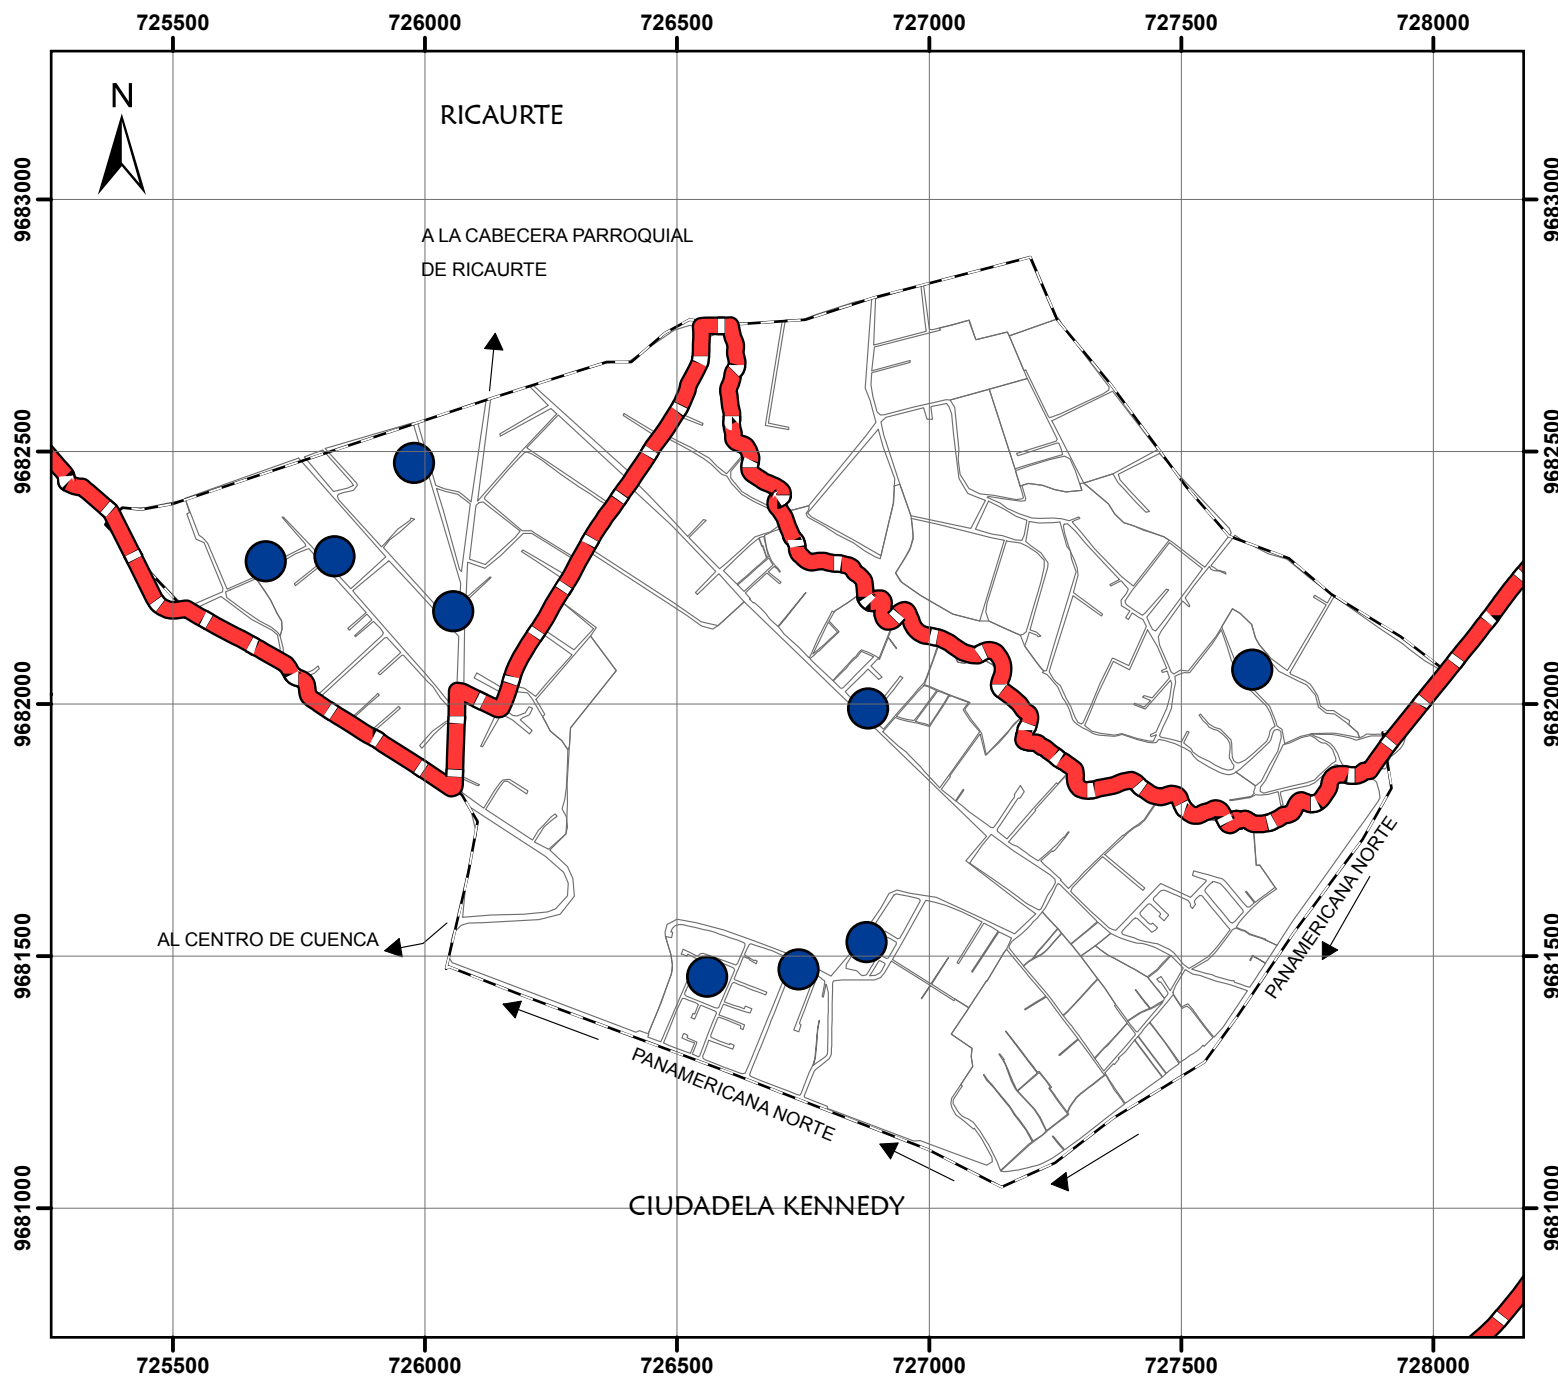 725500 726000 726500 727000 727500 728000
N
RICAURTE
9683000 9683000
A LA CABECERA PARROQUIAL
DE RICAURTE
9682500 9682500
9682000 9682000
PANAMERICANA NORTE
AL CENTRO DE CUENCA
9681500 9681500
PANAMERICANA NORTE
CIUDADELA KENNEDY
9681000 9681000
725500 726000 726500 727000 727500 728000